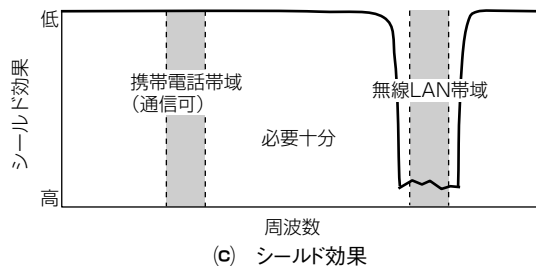 低
シールド効果
高
携帯電話帯域
（通信可）
無線LAN帯域
必要十分
周波数
(c) シールド効果